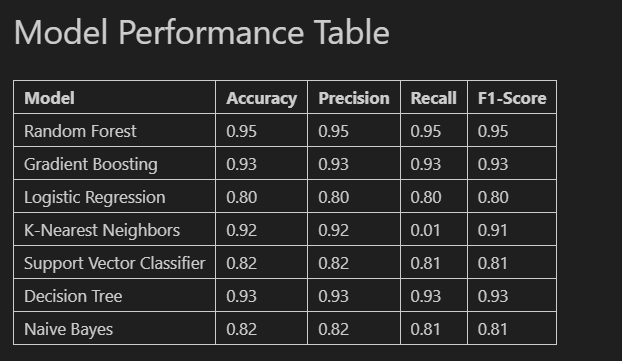 Model Performance Table
Model Accuracy Precision Recall F1-Score
Random Forest 0.95 0.95 0.95 0.95
Gradient Boosting 0.93 0.93 0.93 0.93
Logistic Regression 0.80 0.80 0.80 0.80
K-Nearest Neighbors 0.92 0.92 0.01 0.91
Support Vector Classifier 0.82 0.82 0.81 0.81
Decision Tree 0.93 0.93 0.93 0.93
Naive Bayes 0.82 0.82 0.81 0.81